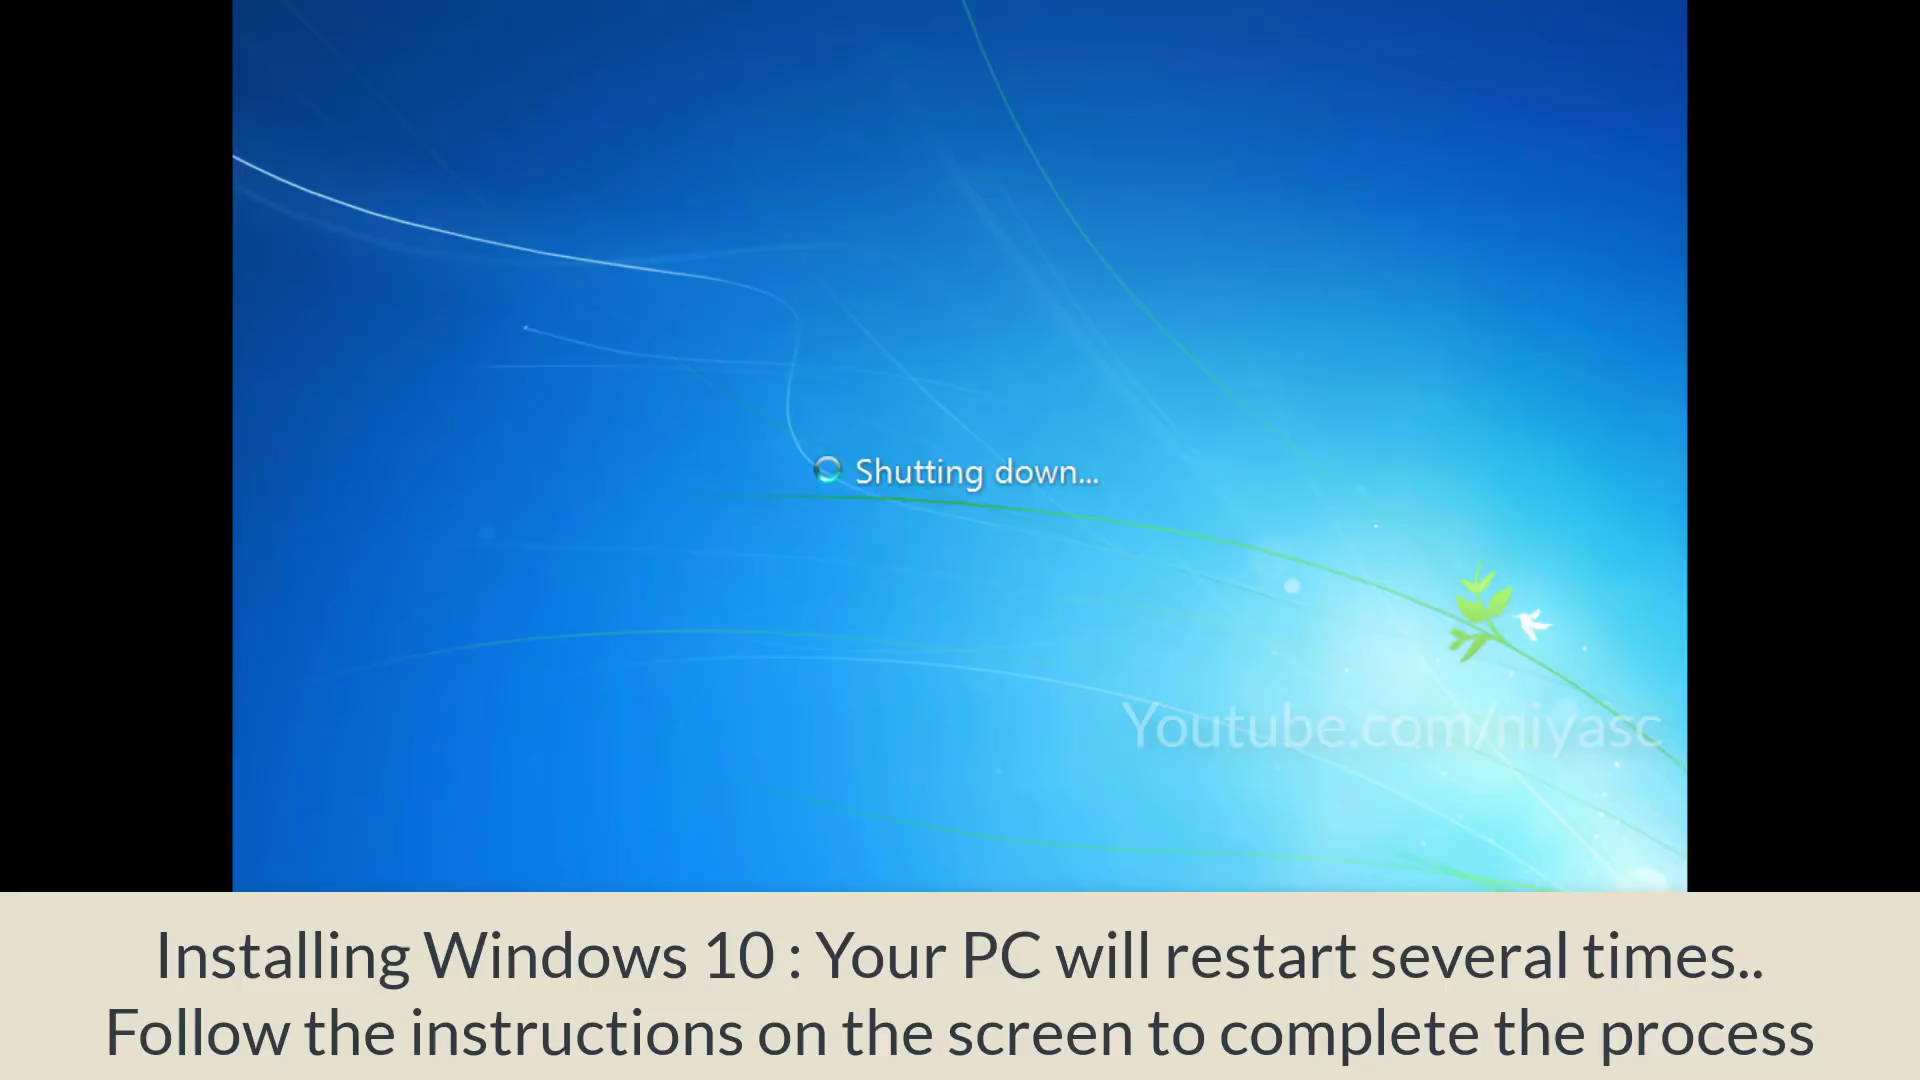 Shutting down...
Youtube.com/niyasc
Installing Windows 10 : Your PC will restart several times..
Follow the instructions on the screen to complete the process